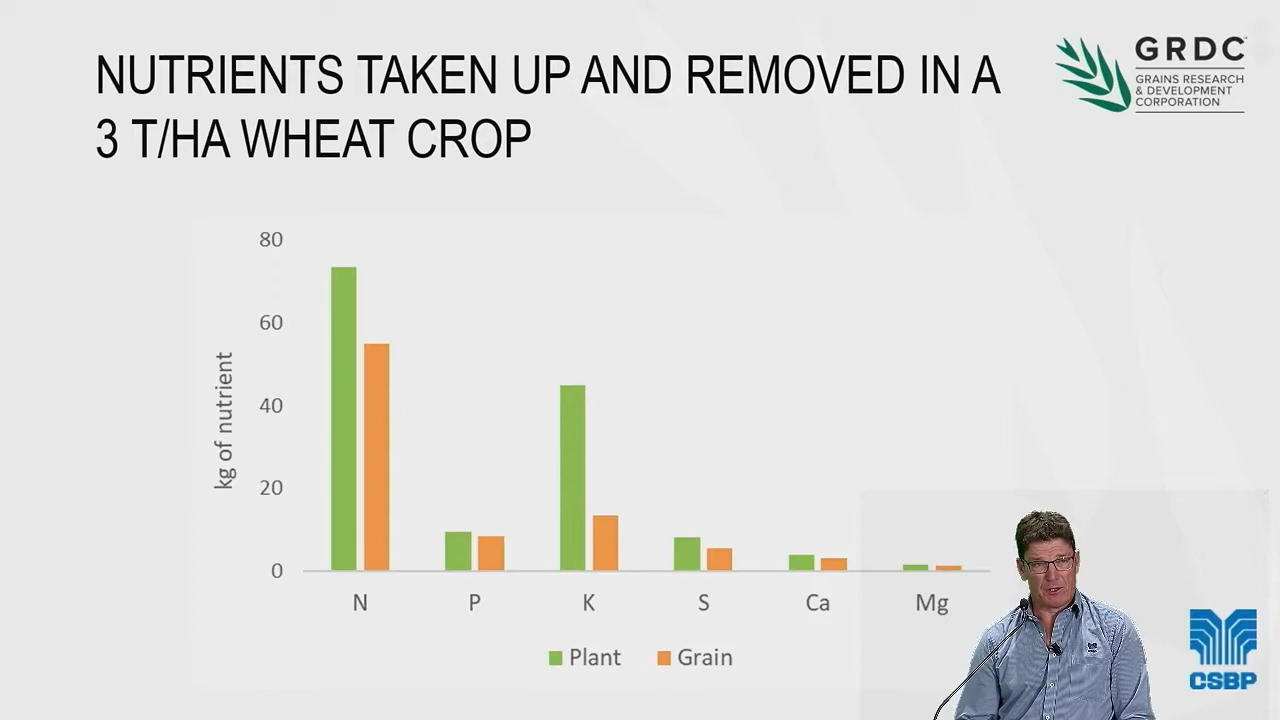 NUTRIENTS TAKEN UP AND REMOVED IN A
3 T/HA WHEAT CROP
GRDC
GRAINS RESEARCH
& DEVELOPMENT
CORPORATION
80
60
40
20
0
kg of nutrient
N P K S Ca Mg
Plant Grain
CSBP